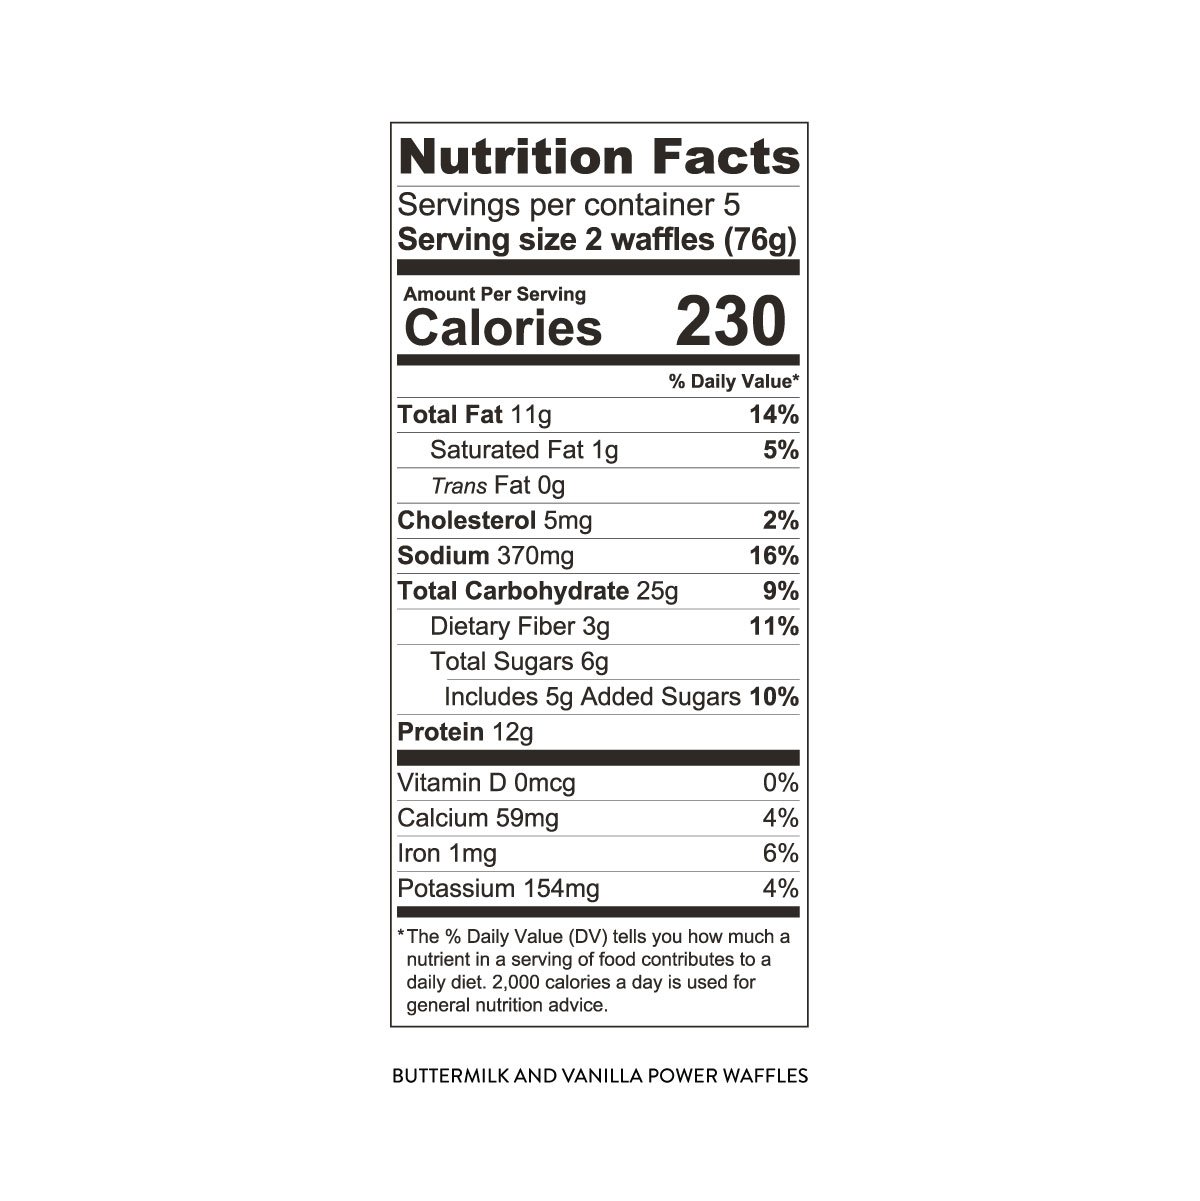 Nutrition Facts
Servings per container 5
Serving size 2 waffles (76g)
Amount Per Serving
Calories 230
% Daily Value*
Total Fat 11g 14%
Saturated Fat 1g 5%
Trans Fat 0g
Cholesterol 5mg 2%
Sodium 370mg 16%
Total Carbohydrate 25g 9%
Dietary Fiber 3g 11%
Total Sugars 6g
Includes 5g Added Sugars 10%
Protein 12g
Vitamin D 0mcg 0%
Calcium 59mg 4%
Iron 1mg 6%
Potassium 154mg 4%
*The % Daily Value (DV) tells you how much a
nutrient in a serving of food contributes to a
daily diet. 2,000 calories a day is used for
general nutrition advice.
BUTTERMILK AND VANILLA POWER WAFFLES